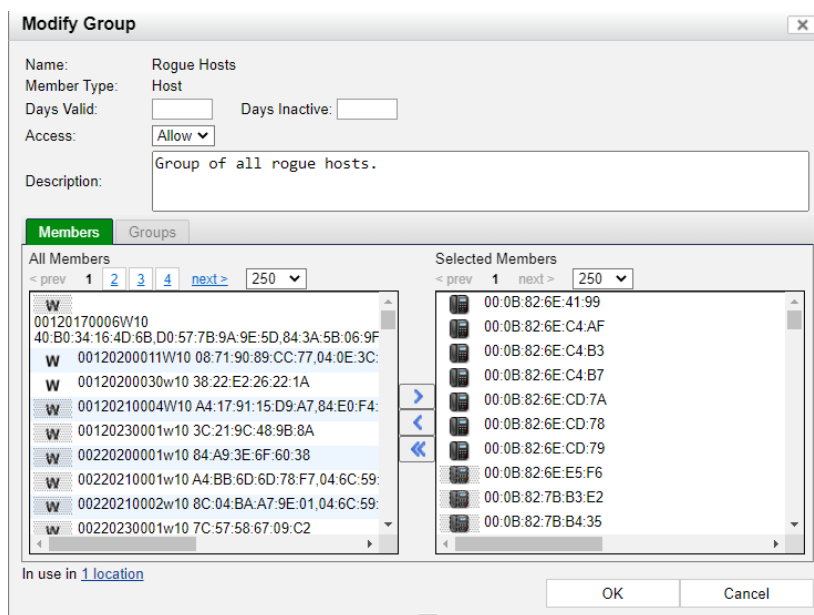 Modify Group
Name: Rogue Hosts
Member Type: Host
Days Valid: Days Inactive:
Access: Allow
Description: Group of all rogue hosts.
Members Groups
All Members
< prev 1 2 3 4 next > 250
W
00120170006W10
40:B0:34:16:4D:6B,D0:57:7B:9A:9E:5D,84:3A:5B:06:9F
W 00120200011W10 08:71:90:89:CC:77,04:0E:3C:
W 00120200030w10 38:22:E2:26:22:1A
W 00120210004W10 A4:17:91:15:D9:A7,84:E0:F4:
W 00120230001w10 3C:21:9C:48:9B:8A
W 00220200001w10 84:A9:3E:6F:60:38
W 00220210001w10 A4:BB:6D:6D:78:F7,04:6C:59:
W 00220210002w10 8C:04:BA:A7:9E:01,04:6C:59:
W 00220230001w10 7C:57:58:67:09:C2
Selected Members
< prev 1 next > 250
00:0B:82:6E:41:99
00:0B:82:6E:C4:AF
00:0B:82:6E:C4:B3
00:0B:82:6E:C4:B7
00:0B:82:6E:CD:7A
00:0B:82:6E:CD:78
00:0B:82:6E:CD:79
00:0B:82:6E:E5:F6
00:0B:82:7B:B3:E2
00:0B:82:7B:B4:35
In use in 1 location
OK Cancel